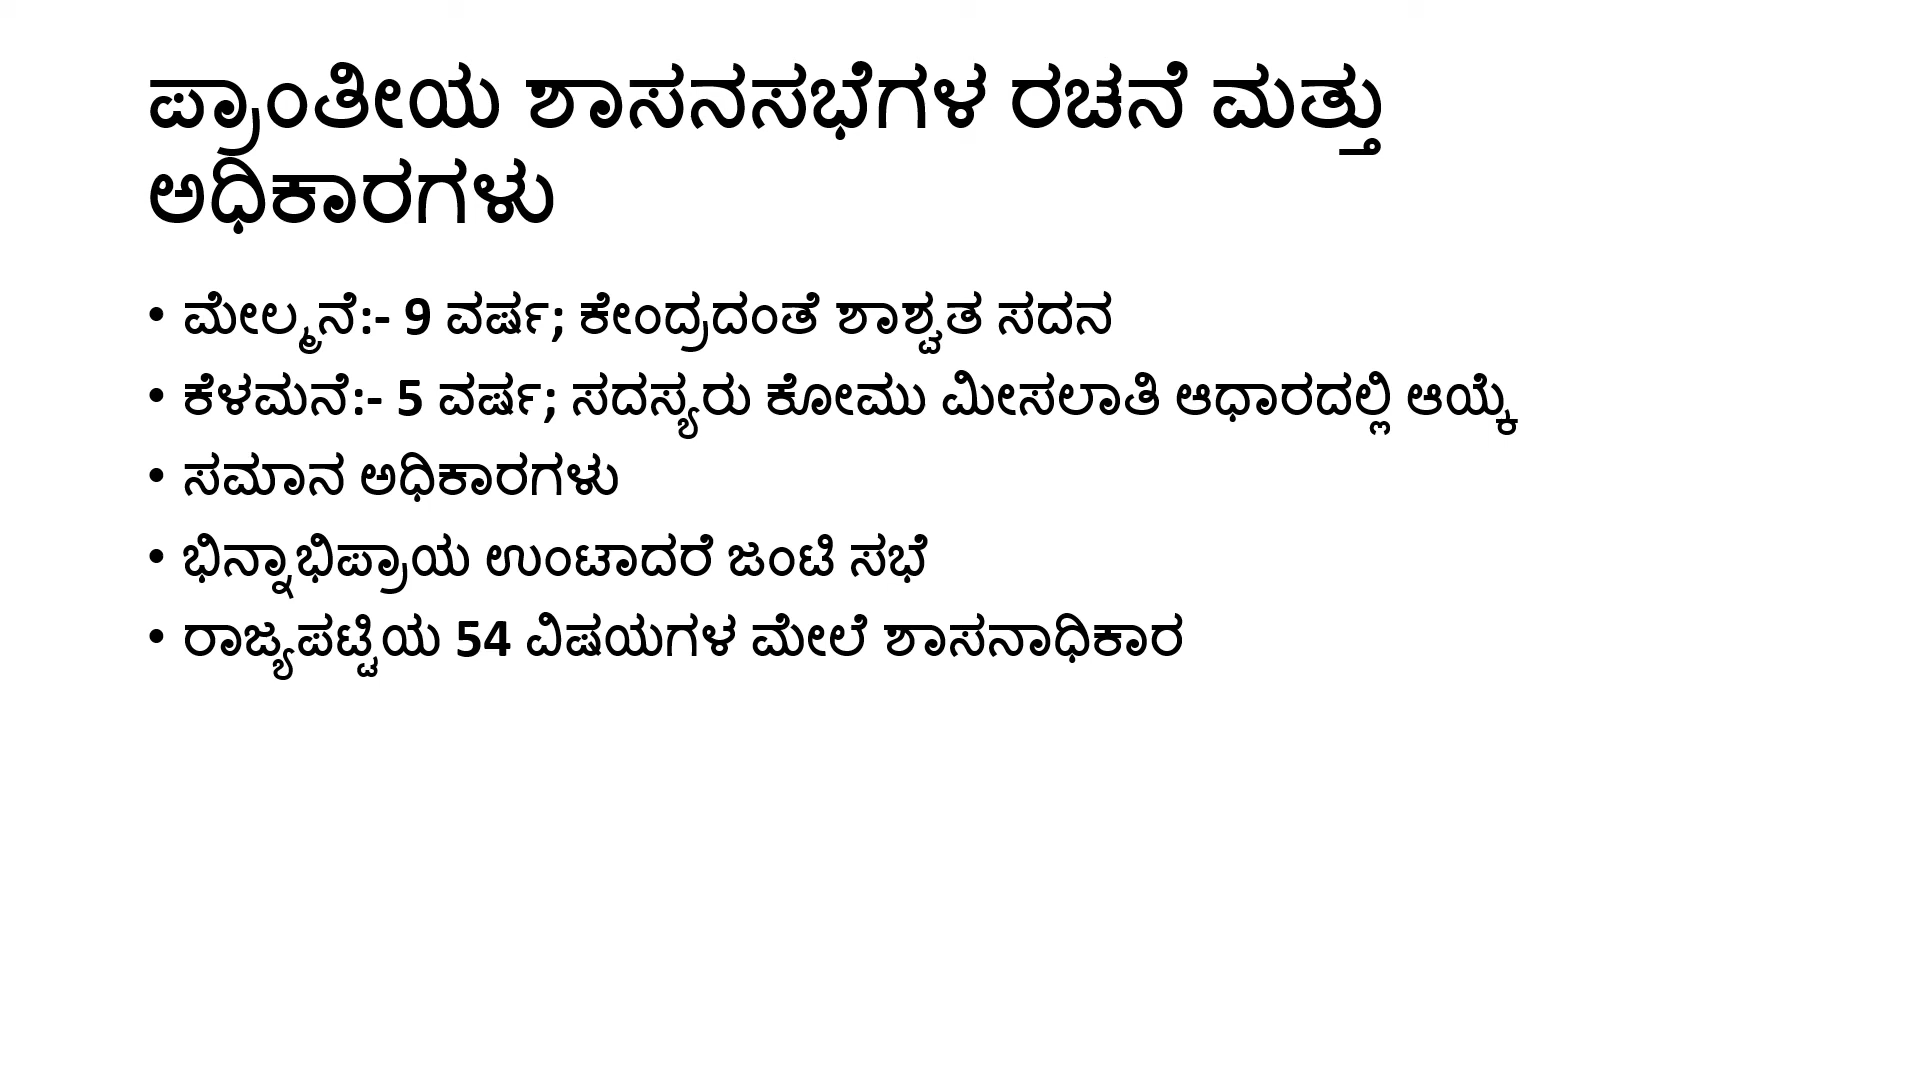 ಪ್ರಾಂತೀಯ ಶಾಸನಸಭೆಗಳ ರಚನೆ ಮತ್ತು
ಅಧಿಕಾರಗಳು
• ಮೇಲ್ಮನೆ:- 9 ವರ್ಷ; ಕೇಂದ್ರದಂತೆ ಶಾಶ್ವತ ಸದನ
• ಕೆಳಮನೆ:- 5 ವರ್ಷ; ಸದಸ್ಯರು ಕೋಮು ಮೀಸಲಾತಿ ಆಧಾರದಲ್ಲಿ ಆಯ್ಕೆ
• ಸಮಾನ ಅಧಿಕಾರಗಳು
• ಭಿನ್ನಾಭಿಪ್ರಾಯ ಉಂಟಾದರೆ ಜಂಟಿ ಸಭೆ
• ರಾಜ್ಯಪಟ್ಟಿಯ 54 ವಿಷಯಗಳ ಮೇಲೆ ಶಾಸನಾಧಿಕಾರ